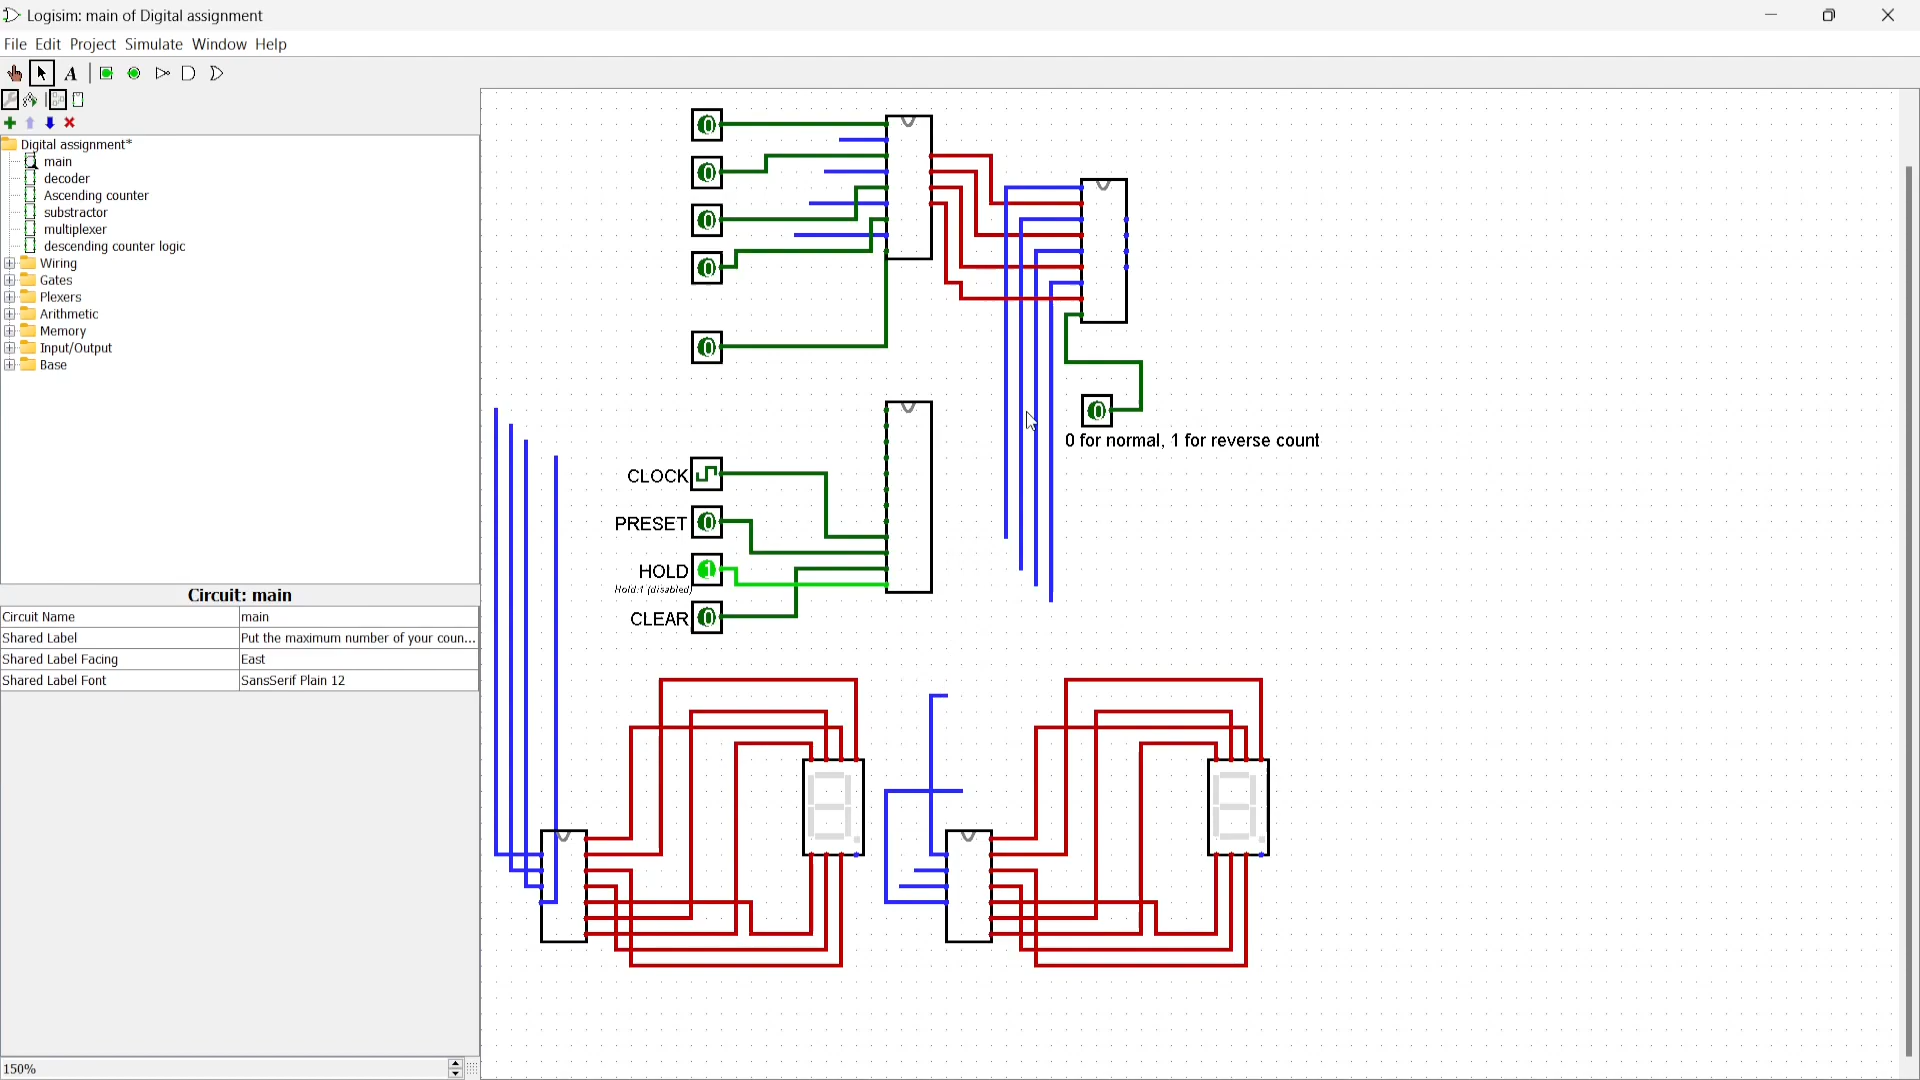 Logisim: main of Digital assignment
File Edit Project Simulate Window Help
A
Digital assignment*
main
decoder
Ascending counter
substractor
multiplexer
descending counter logic
Wiring
Gates
Plexers
Arithmetic
Memory
Input/Output
Base
Circuit: main
Circuit Name main
Shared Label Put the maximum number of your coun...
Shared Label Facing East
Shared Label Font SansSerif Plain 12
150%
0
0
0
0
0
0
0 for normal, 1 for reverse count
CLOCK
PRESET 0
HOLD 1
Hold:1 (disabled)
CLEAR 0